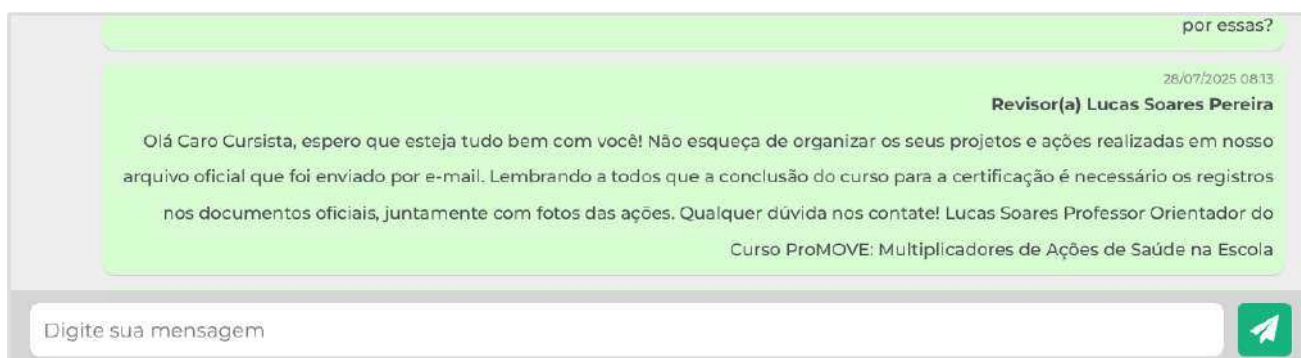 por essas?
28/07/2025 08:13
Revisor(a) Lucas Soares Pereira
Olá Caro Cursista, espero que esteja tudo bem com você! Não esqueça de organizar os seus projetos e ações realizadas em nosso
arquivo oficial que foi enviado por e-mail. Lembrando a todos que a conclusão do curso para a certificação é necessário os registros
nos documentos oficiais, juntamente com fotos das ações. Qualquer dúvida nos contate! Lucas Soares Professor Orientador do
Curso ProMOVE: Multiplicadores de Ações de Saúde na Escola
Digite sua mensagem